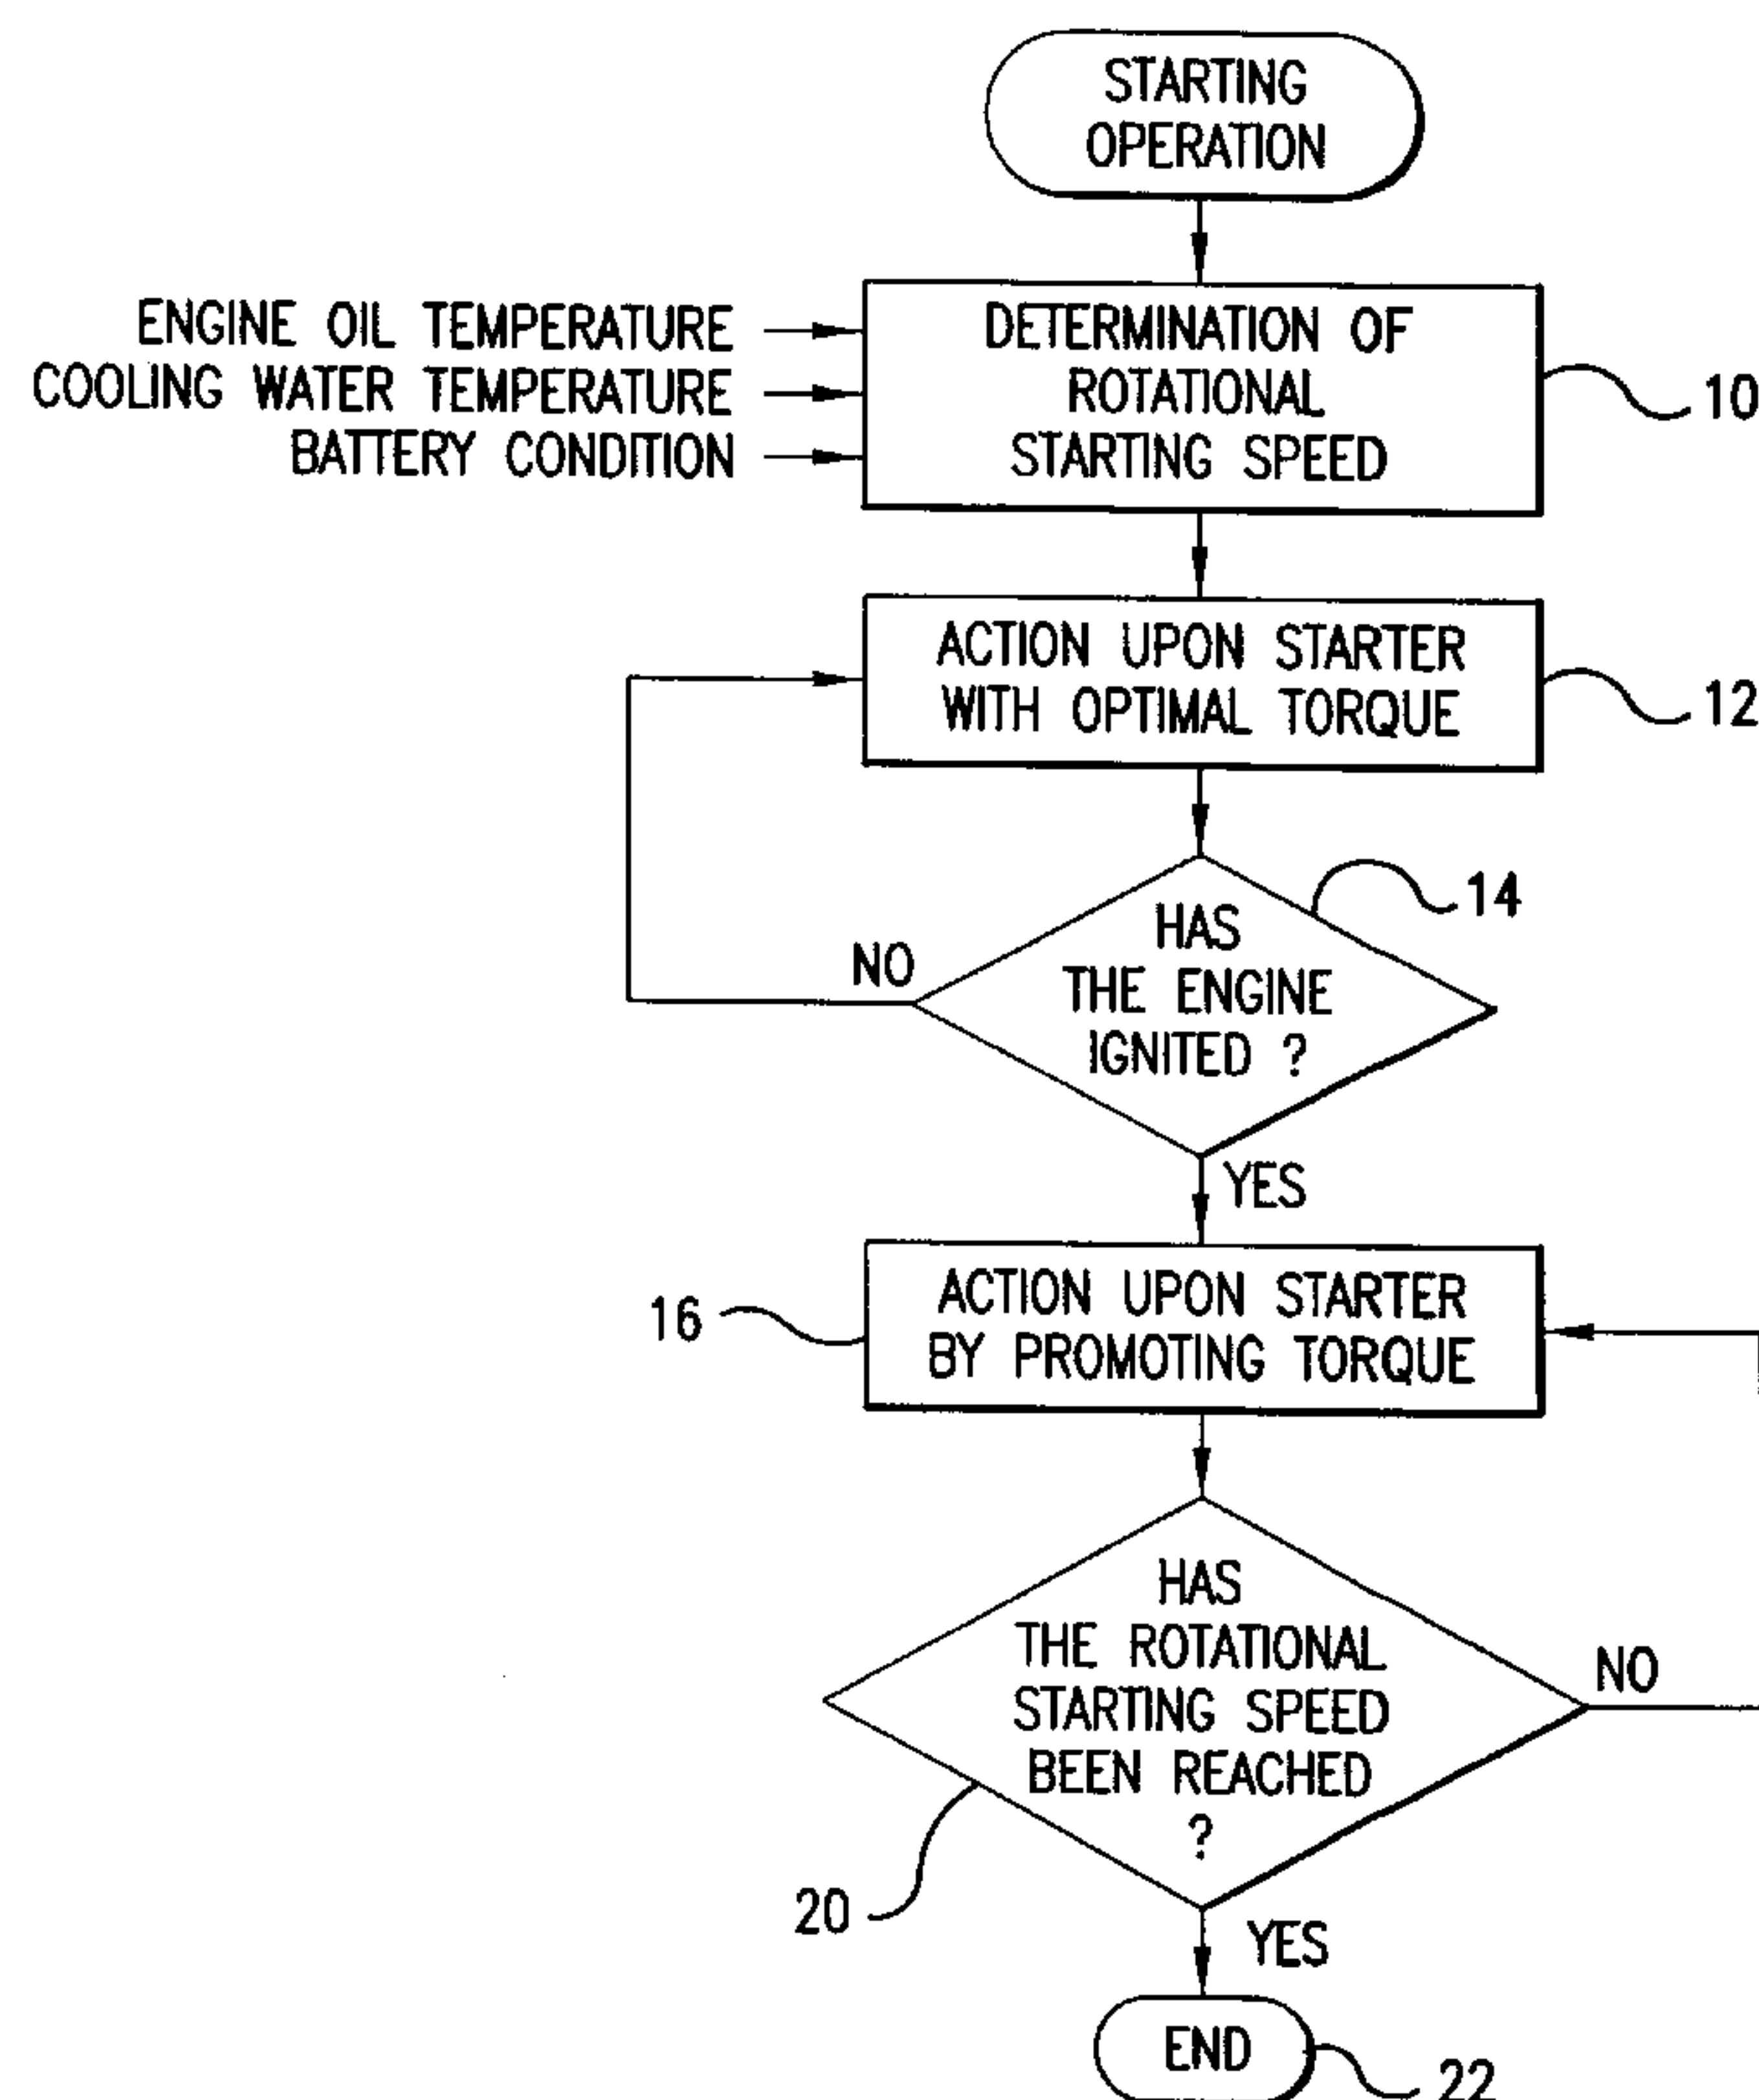 STARTING
OPERATION
ENGINE OIL TEMPERATURE
COOLING WATER TEMPERATURE
BATTERY CONDITION
DETERMINATION OF
ROTATIONAL
STARTING SPEED
10
ACTION UPON STARTER
WITH OPTIMAL TORQUE
12
14
HAS
THE ENGINE
IGNITED ?
NO
YES
16
ACTION UPON STARTER
BY PROMOTING TORQUE
HAS
THE ROTATIONAL
STARTING SPEED
BEEN REACHED
?
NO
20
YES
END
22